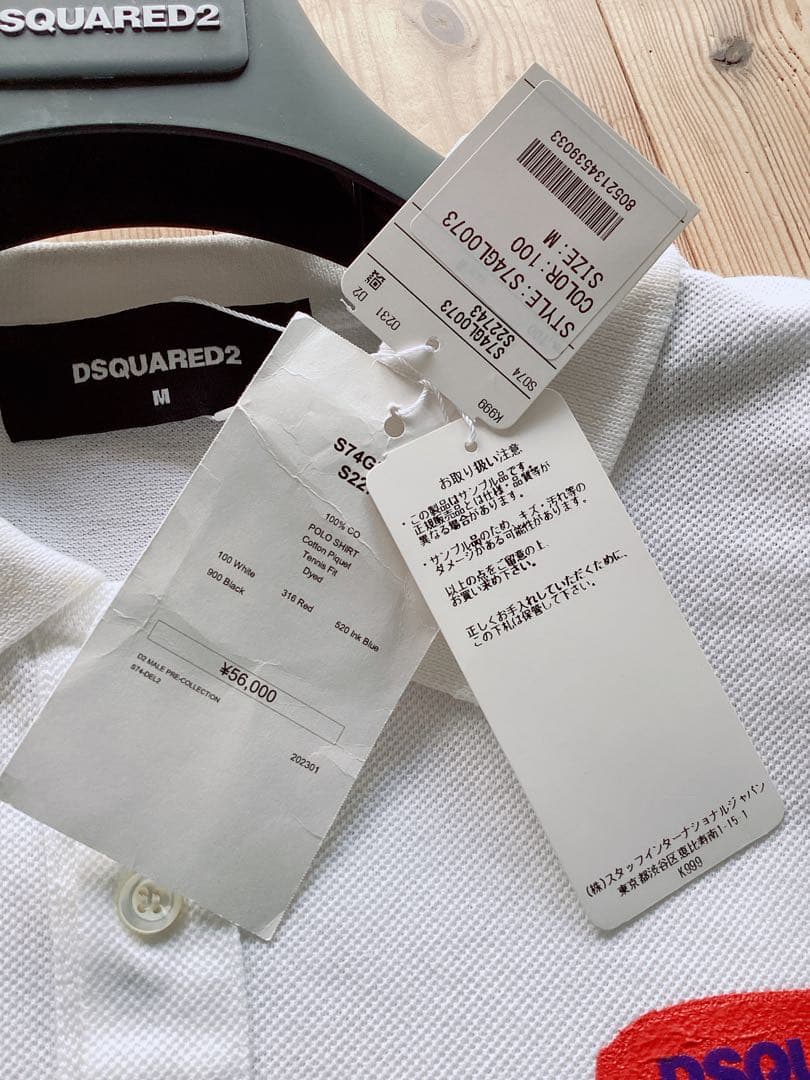 SQUARED2
DSQUARED2
M
8052134539033
STYLE: S74GL0073
COLOR: 100
SIZE: M
D2
0231
S74GL0073
S22743
S074
K999
S74G
S22
100% CO
POLO SHIRT
Cotton Piquet
Tennis Fit
Dyed
100 White
316 Red
520 Ink Blue
900 Black
¥56,000
D2 MALE PRE-COLLECTION
S74-DEL2
202301
お取り扱い注意
・この製品はサンプル品です。
正規販売品とは仕様・品質等が
異なる場合があります。
・サンプル品のため、キズ・汚れ等の
ダメージがある可能性があります。
以上の点をご留意の上、
お買い求め下さい。
正しくお手入れしていただくために、
この下札は保管して下さい。
(株)スタッフインターナショナルジャパン
東京都渋谷区恵比寿南1-15-1
K999
DSQU